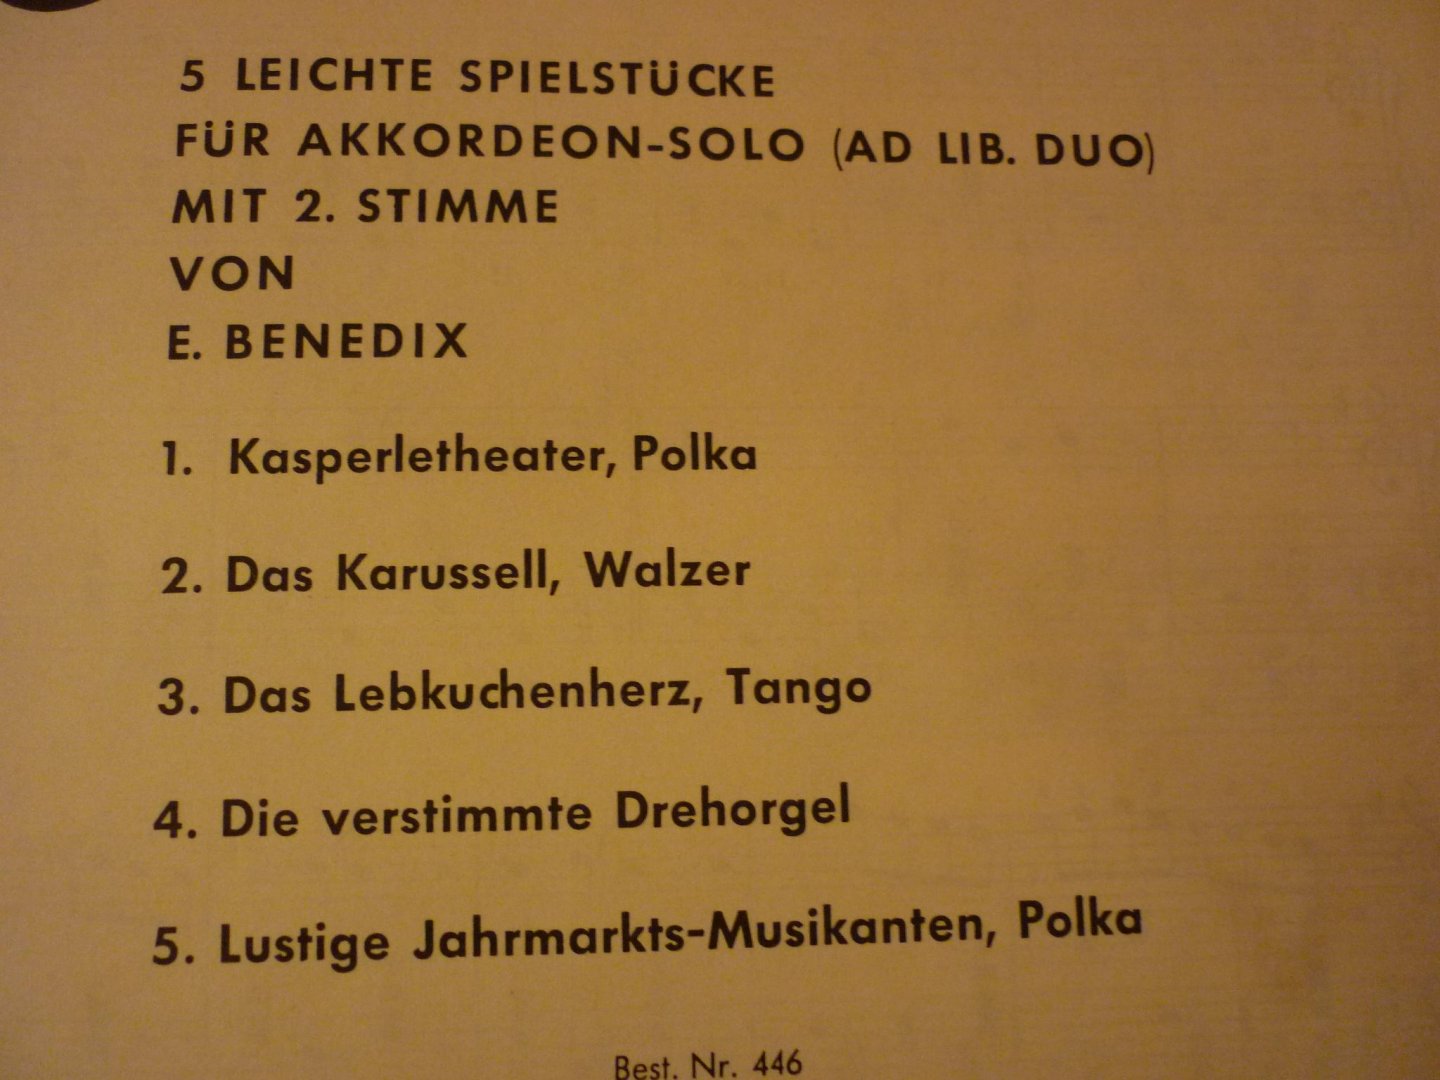 5 LEICHTE SPIELSTÜCKE
FÜR AKKORDEON-SOLO (AD LIB. DUO)
MIT 2. STIMME
VON
E. BENEDIX
1. Kasperletheater, Polka
2. Das Karussell, Walzer
3. Das Lebkuchenherz, Tango
4. Die verstimmte Drehorgel
5. Lustige Jahrmarkts-Musikanten, Polka
Best. Nr. 446